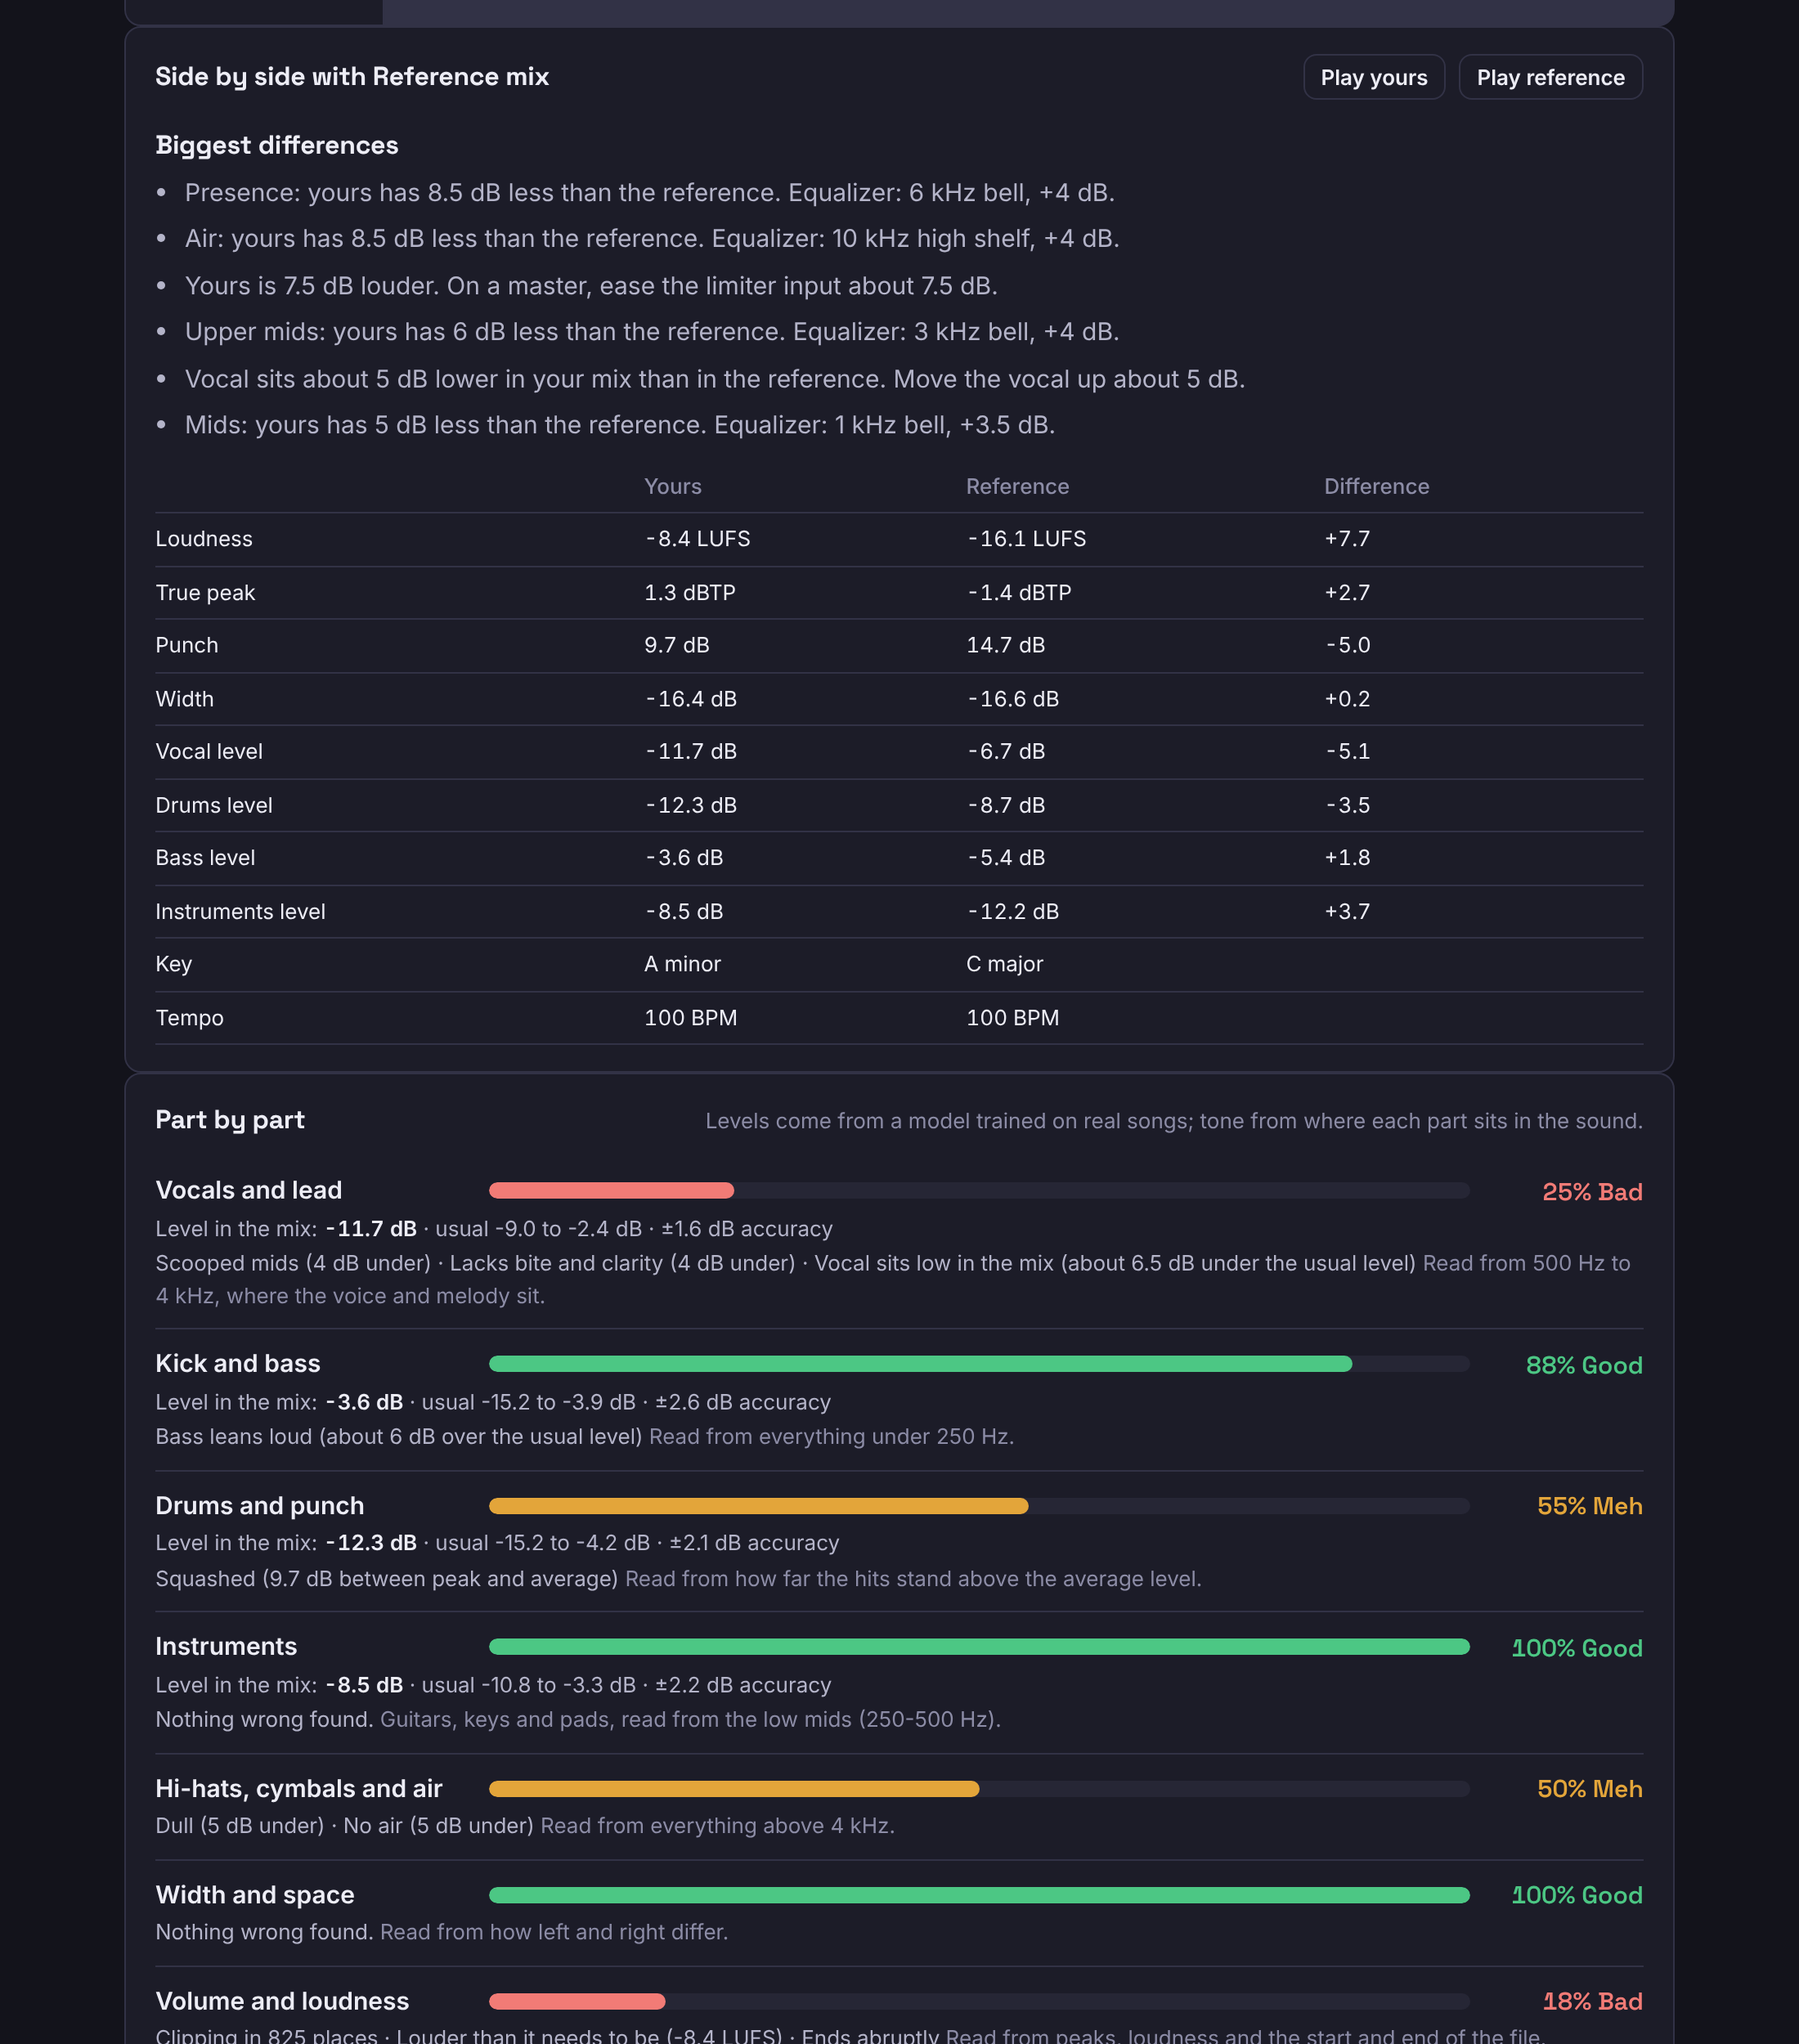 Side by side with Reference mix
Play yours
Play reference
Biggest differences
• Presence: yours has 8.5 dB less than the reference. Equalizer: 6 kHz bell, +4 dB.
• Air: yours has 8.5 dB less than the reference. Equalizer: 10 kHz high shelf, +4 dB.
• Yours is 7.5 dB louder. On a master, ease the limiter input about 7.5 dB.
• Upper mids: yours has 6 dB less than the reference. Equalizer: 3 kHz bell, +4 dB.
• Vocal sits about 5 dB lower in your mix than in the reference. Move the vocal up about 5 dB.
• Mids: yours has 5 dB less than the reference. Equalizer: 1 kHz bell, +3.5 dB.
Yours Reference Difference
Loudness -8.4 LUFS -16.1 LUFS +7.7
True peak 1.3 dBTP -1.4 dBTP +2.7
Punch 9.7 dB 14.7 dB -5.0
Width -16.4 dB -16.6 dB +0.2
Vocal level -11.7 dB -6.7 dB -5.1
Drums level -12.3 dB -8.7 dB -3.5
Bass level -3.6 dB -5.4 dB +1.8
Instruments level -8.5 dB -12.2 dB +3.7
Key A minor C major
Tempo 100 BPM 100 BPM
Part by part
Levels come from a model trained on real songs; tone from where each part sits in the sound.
Vocals and lead 25% Bad
Level in the mix: -11.7 dB · usual -9.0 to -2.4 dB · ±1.6 dB accuracy
Scooped mids (4 dB under) · Lacks bite and clarity (4 dB under) · Vocal sits low in the mix (about 6.5 dB under the usual level) Read from 500 Hz to
4 kHz, where the voice and melody sit.
Kick and bass 88% Good
Level in the mix: -3.6 dB · usual -15.2 to -3.9 dB · ±2.6 dB accuracy
Bass leans loud (about 6 dB over the usual level) Read from everything under 250 Hz.
Drums and punch 55% Meh
Level in the mix: -12.3 dB · usual -15.2 to -4.2 dB · ±2.1 dB accuracy
Squashed (9.7 dB between peak and average) Read from how far the hits stand above the average level.
Instruments 100% Good
Level in the mix: -8.5 dB · usual -10.8 to -3.3 dB · ±2.2 dB accuracy
Nothing wrong found. Guitars, keys and pads, read from the low mids (250-500 Hz).
Hi-hats, cymbals and air 50% Meh
Dull (5 dB under) · No air (5 dB under) Read from everything above 4 kHz.
Width and space 100% Good
Nothing wrong found. Read from how left and right differ.
Volume and loudness 18% Bad
Clipping in 825 places · Louder than it needs to be (-8.4 LUFS) · Ends abruptly Read from peaks, loudness and the start and end of the file.